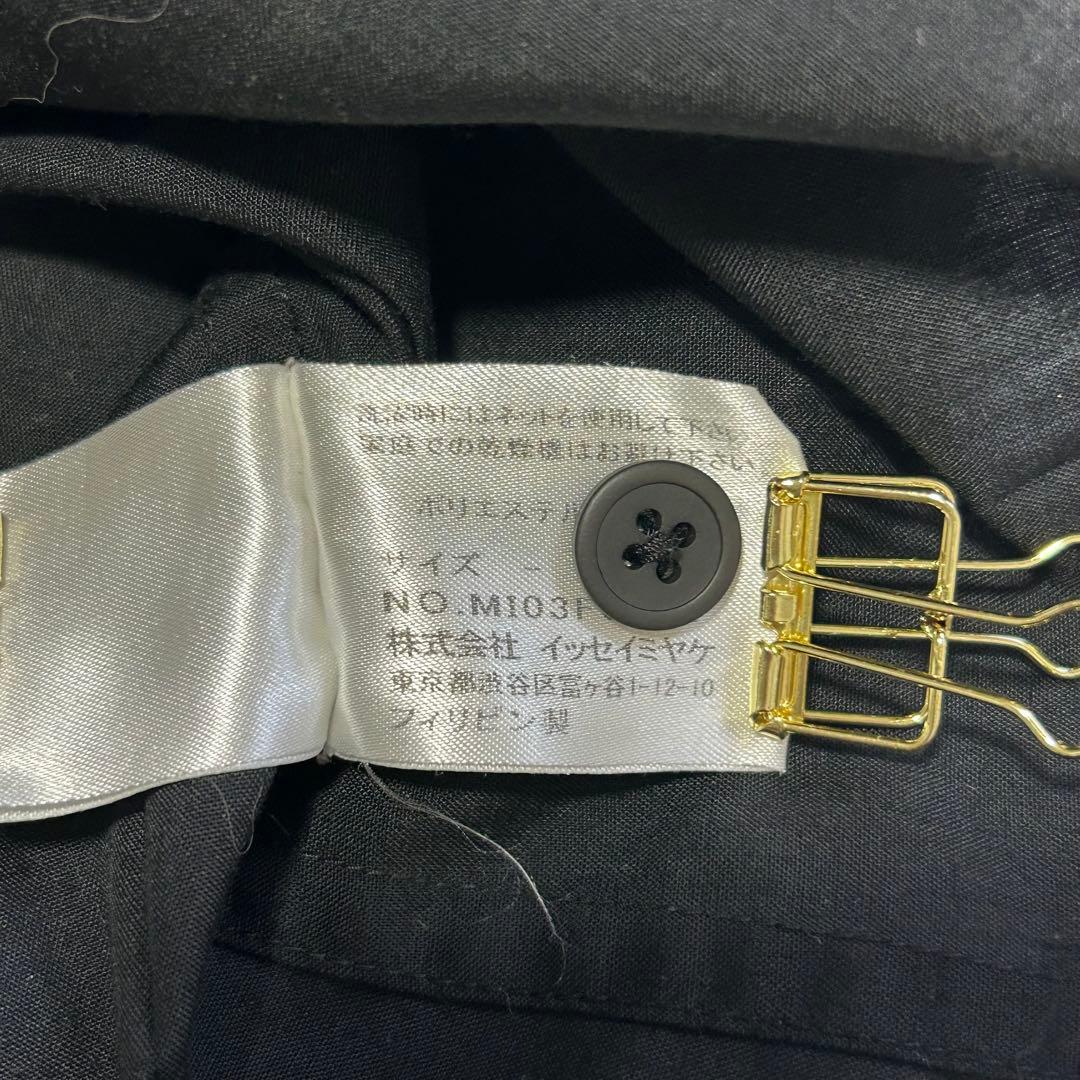 洗濯時にはネットを使用して下さい
家庭での乾燥機はお避け下さい
ポリエステル
サイズ -
NO.M103
株式会社 イッセイミヤケ
東京都渋谷区富ヶ谷1-12-10
フィリピン製